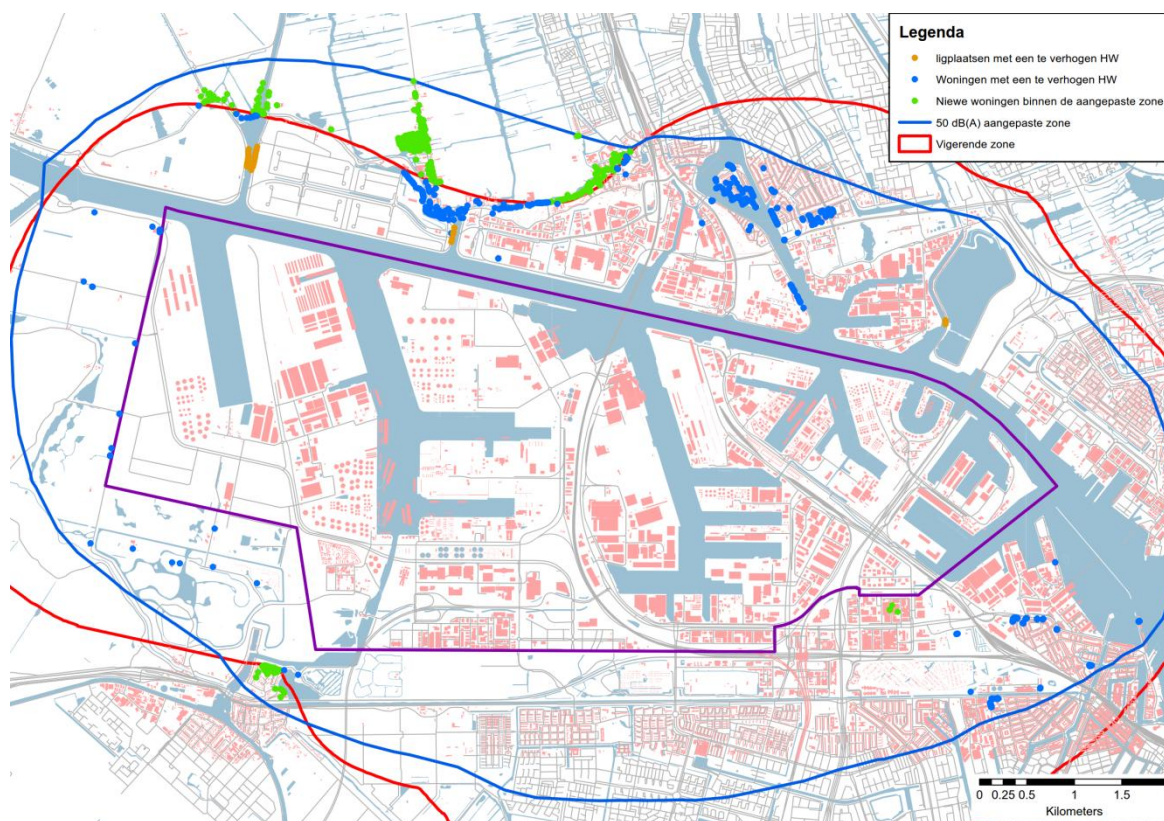 Legenda
ligplaatsen met een te verhogen HW
Woningen met een te verhogen HW
Niewe woningen binnen de aangepaste zone
50 dB(A) aangepaste zone
Vigerende zone
0 0.25 0.5 1 1.5
Kilometers